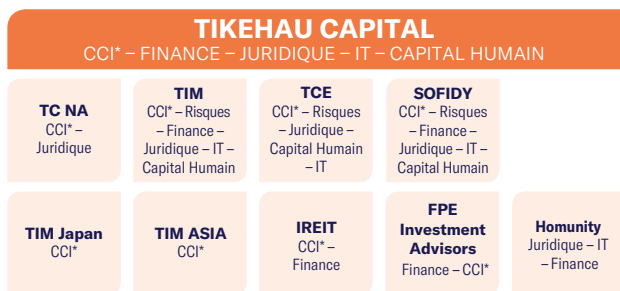 TIKEHAU CAPITAL
CCI* – FINANCE – JURIDIQUE – IT – CAPITAL HUMAIN
TC NA
CCI* –
Juridique
TIM
CCI* – Risques
– Finance –
Juridique – IT –
Capital Humain
TCE
CCI* – Risques
– Juridique –
Capital Humain
– IT
SOFIDY
CCI* – Risques
– Finance –
Juridique – IT –
Capital Humain
TIM Japan
CCI*
TIM ASIA
CCI*
IREIT
CCI* –
Finance
FPE
Investment
Advisors
Finance – CCI*
Homunity
Juridique – IT
– Finance